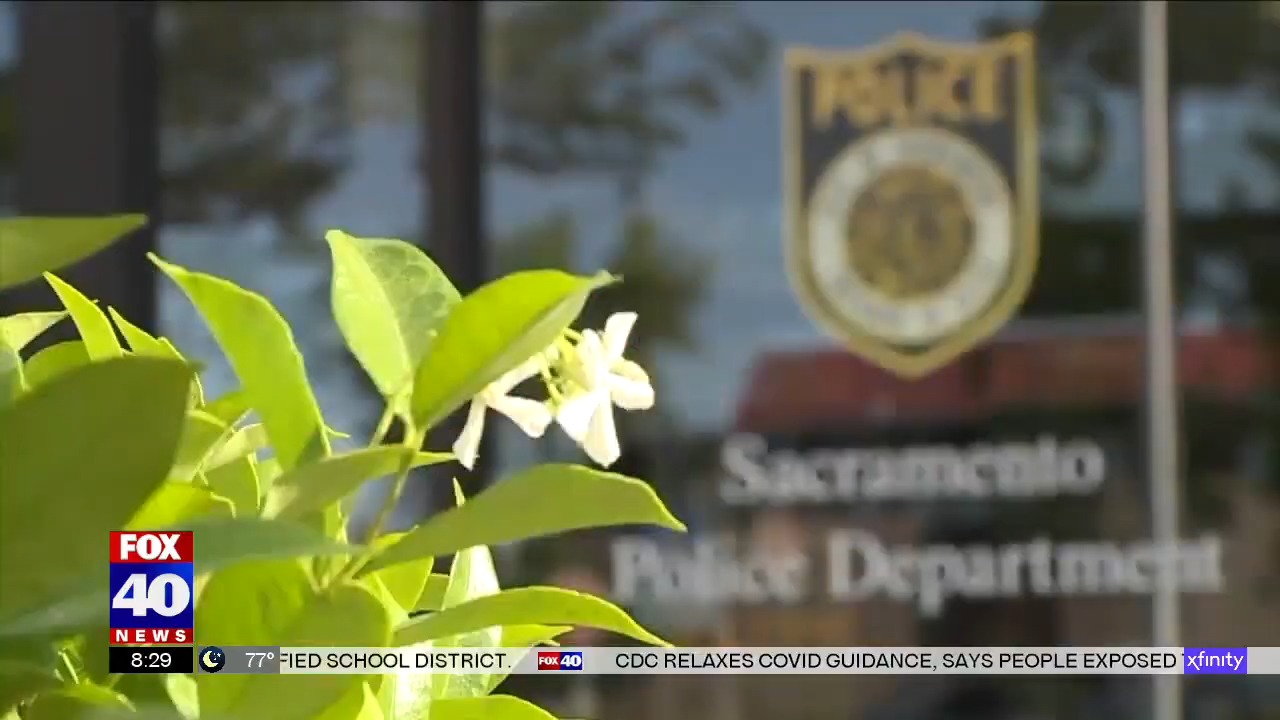 POLICE
Sacramento
Police Department
FOX
40
NEWS
8:29
77°
FIED SCHOOL DISTRICT.
FOX 40
CDC RELAXES COVID GUIDANCE, SAYS PEOPLE EXPOSED
xfinity